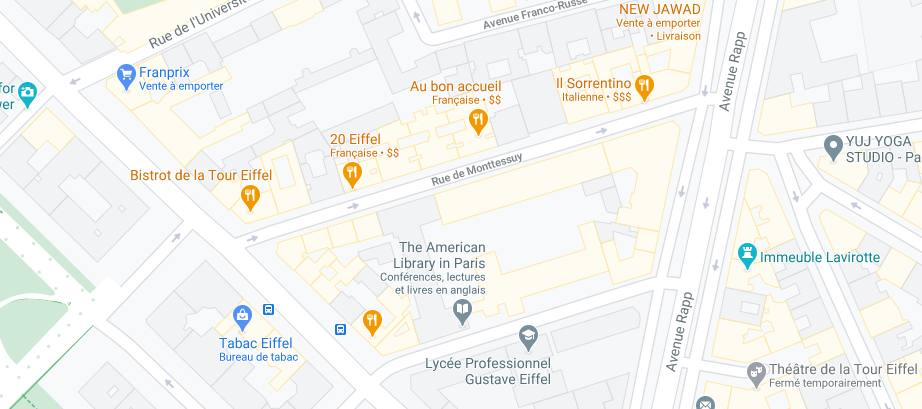 Rue de l'Universi
Avenue Franco-Russe
NEW JAWAD
Vente à emporter
• Livraison
Avenue Rapp
for
wer
Franprix
Vente à emporter
Au bon accueil
Française • $$
Il Sorrentino
Italienne • $$$
20 Eiffel
Française • $$
Rue de Monttessuy
YUJ YOGA
STUDIO - Pa
Bistrot de la Tour Eiffel
The American
Library in Paris
Conférences, lectures
et livres en anglais
Immeuble Lavirotte
Tabac Eiffel
Bureau de tabac
Avenue Rapp
Lycée Professionnel
Gustave Eiffel
Théâtre de la Tour Eiffel
Fermé temporairement